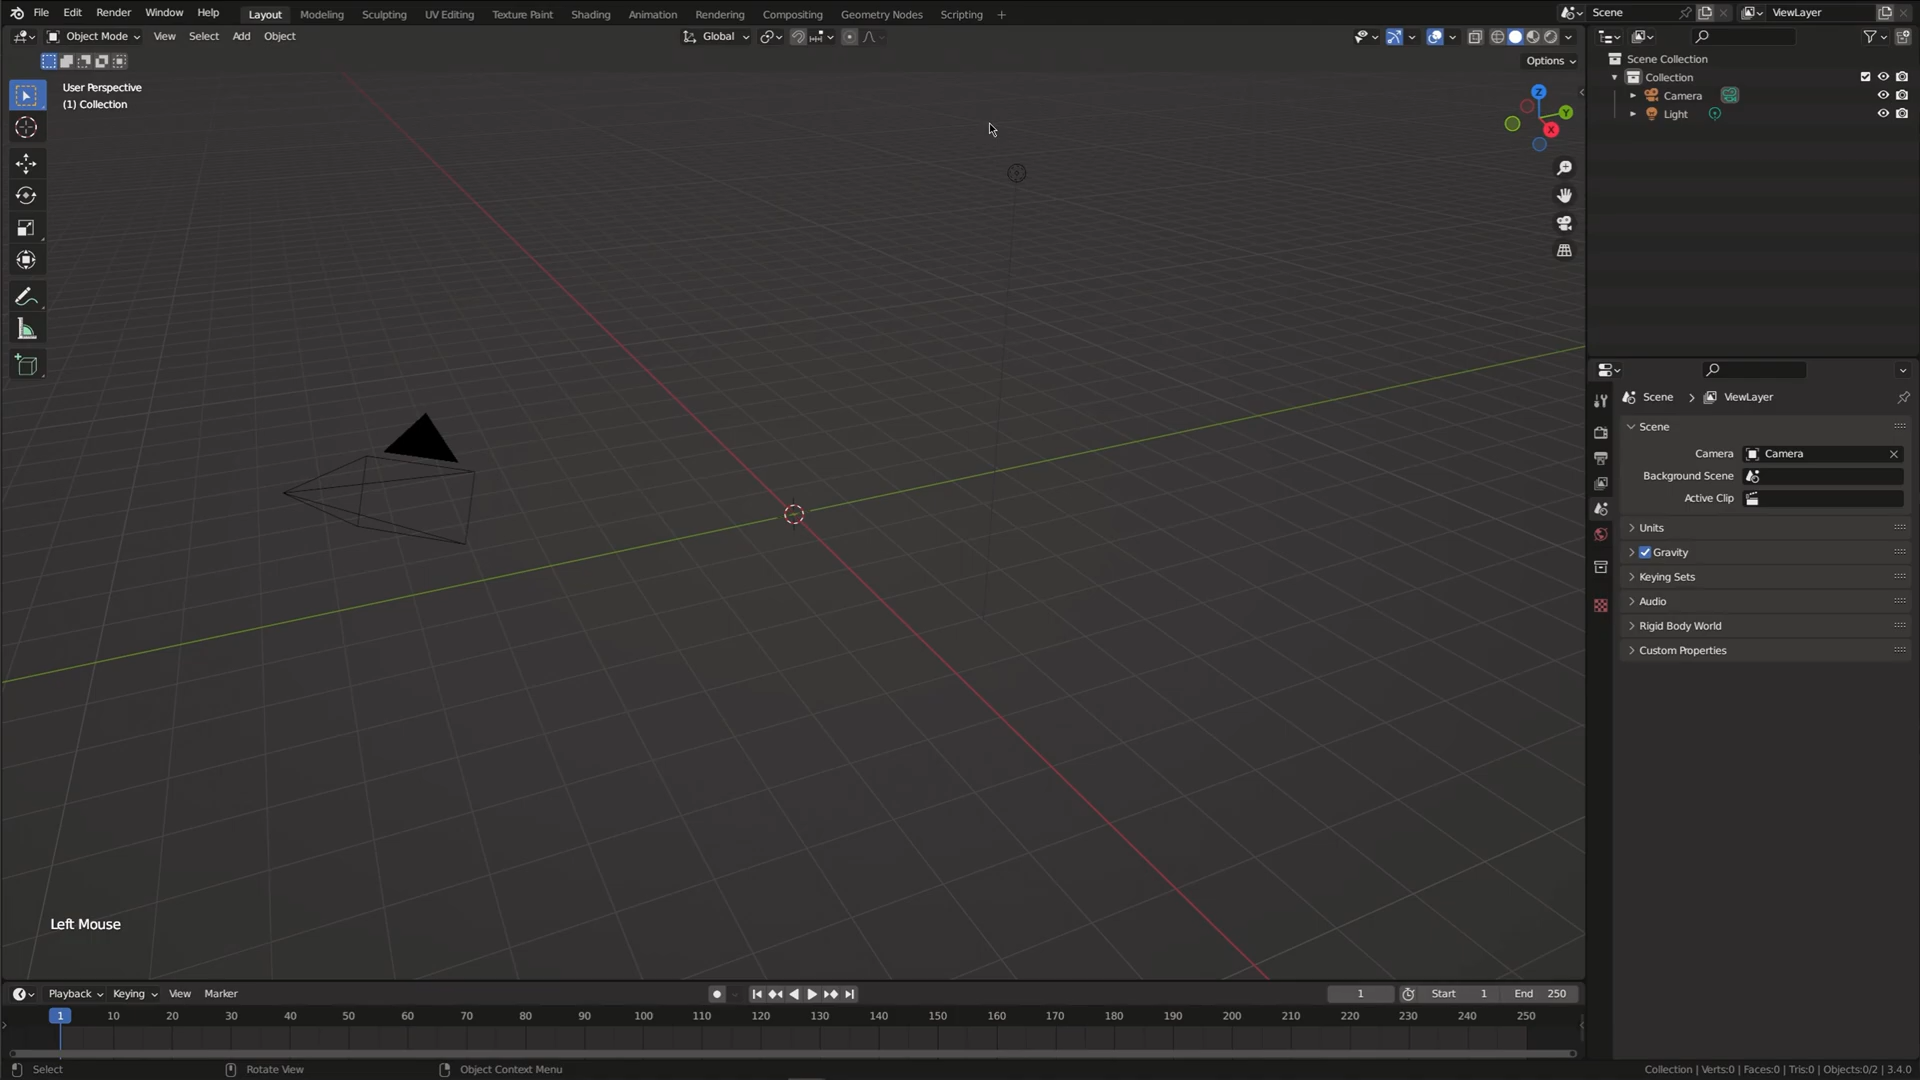 File Edit Render Window Help Layout Modeling Sculpting UV Editing Texture Paint Shading Animation Rendering Compositing Geometry Nodes Scripting + Scene ViewLayer
Object Mode View Select Add Object Global
Options
User Perspective
(1) Collection
Z
Y
X
Scene Collection
Collection
Camera
Light
Scene > ViewLayer
Scene
Camera Camera
Background Scene
Active Clip
Units
Gravity
Keying Sets
Audio
Rigid Body World
Custom Properties
Left Mouse
Playback Keying View Marker 1 Start 1 End 250
1 10 20 30 40 50 60 70 80 90 100 110 120 130 140 150 160 170 180 190 200 210 220 230 240 250
Select Rotate View Object Context Menu Collection | Verts:0 | Faces:0 | Tris:0 | Objects:0/2 | 3.4.0